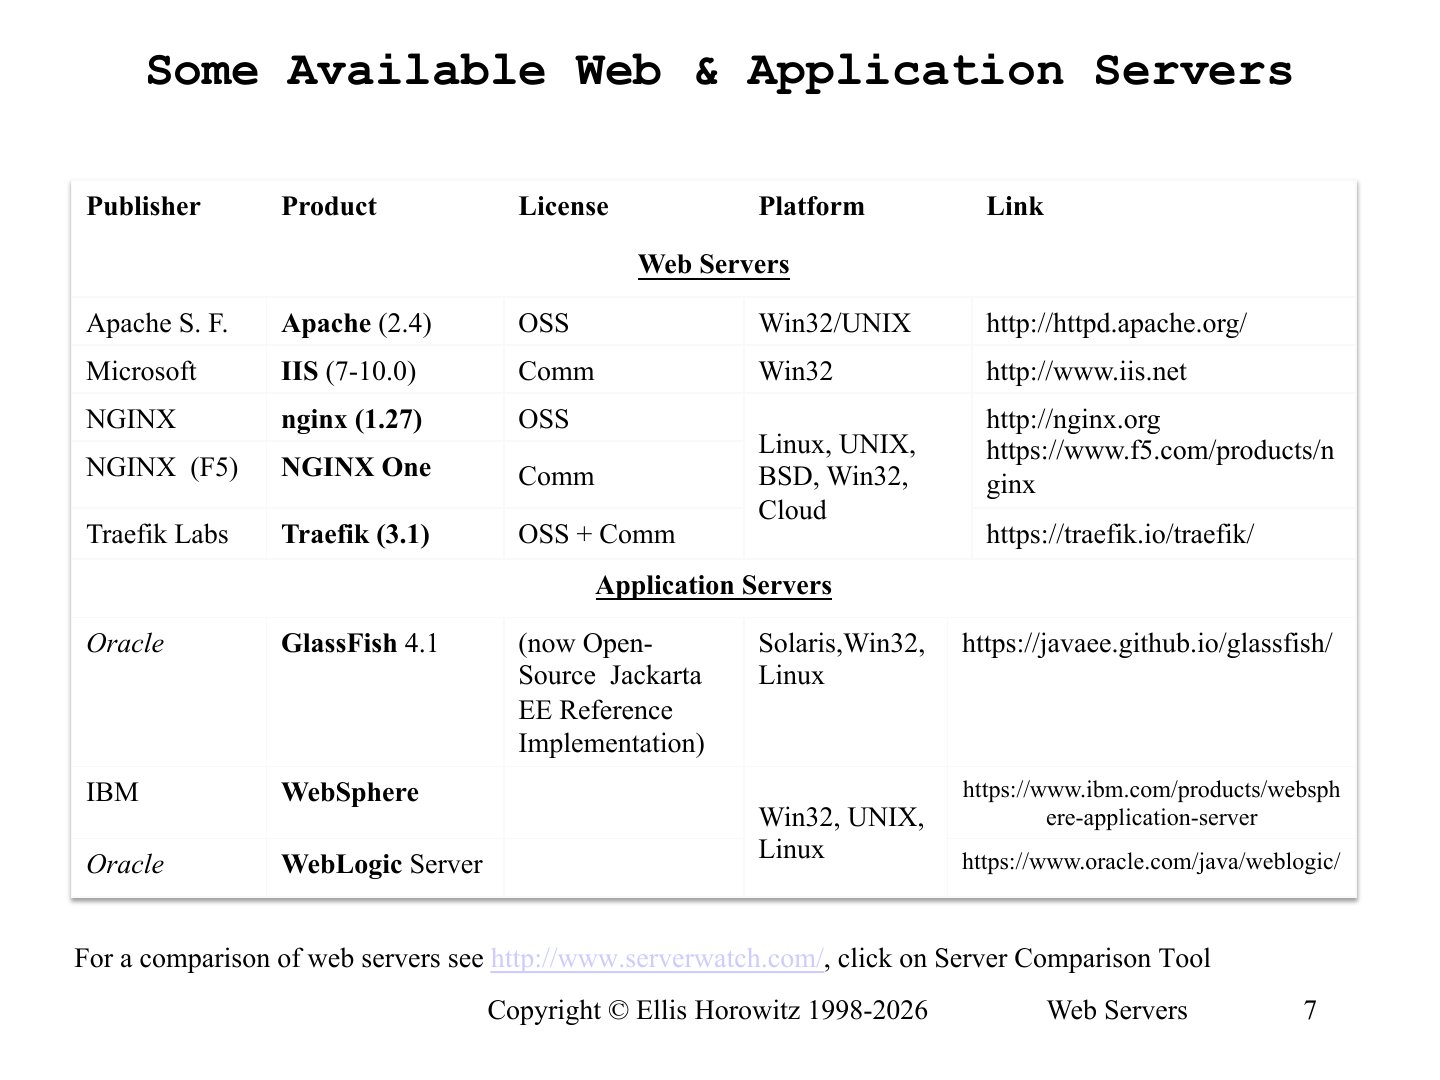 Some Available Web & Application Servers
Publisher Product License Platform Link
Web Servers
Apache S. F. Apache (2.4) OSS Win32/UNIX http://httpd.apache.org/
Microsoft IIS (7-10.0) Comm Win32 http://www.iis.net
NGINX nginx (1.27) OSS http://nginx.org
NGINX (F5) NGINX One Comm
Linux, UNIX,
BSD, Win32,
Cloud
https://www.f5.com/products/n
ginx
Traefik Labs Traefik (3.1) OSS + Comm https://traefik.io/traefik/
Application Servers
Oracle GlassFish 4.1
(now Open-
Source Jackarta
EE Reference
Implementation)
Solaris,Win32,
Linux
https://javaee.github.io/glassfish/
IBM WebSphere
Win32, UNIX,
Linux
https://www.ibm.com/products/websph
ere-application-server
Oracle WebLogic Server https://www.oracle.com/java/weblogic/
For a comparison of web servers see http://www.serverwatch.com/, click on Server Comparison Tool
Copyright © Ellis Horowitz 1998-2026 Web Servers 7